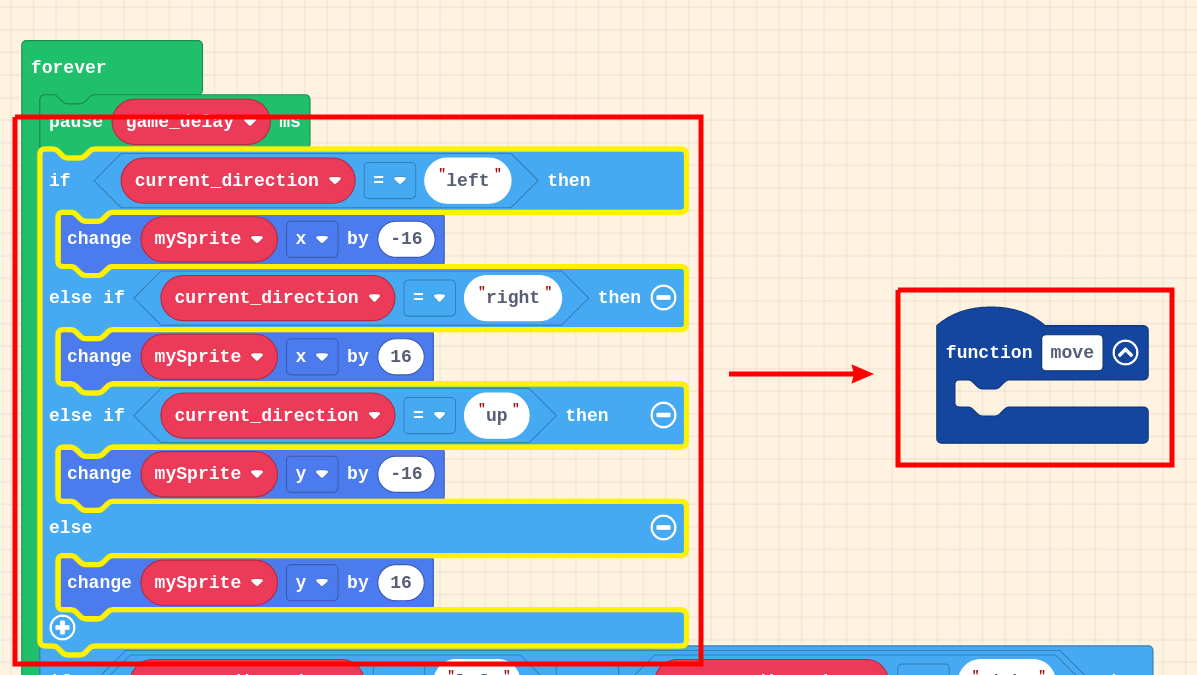 forever
pause game_delay ms
if current_direction = "left" then
change mySprite x by -16
else if current_direction = "right" then
change mySprite x by 16
else if current_direction = "up" then
change mySprite y by -16
else
change mySprite y by 16
function move